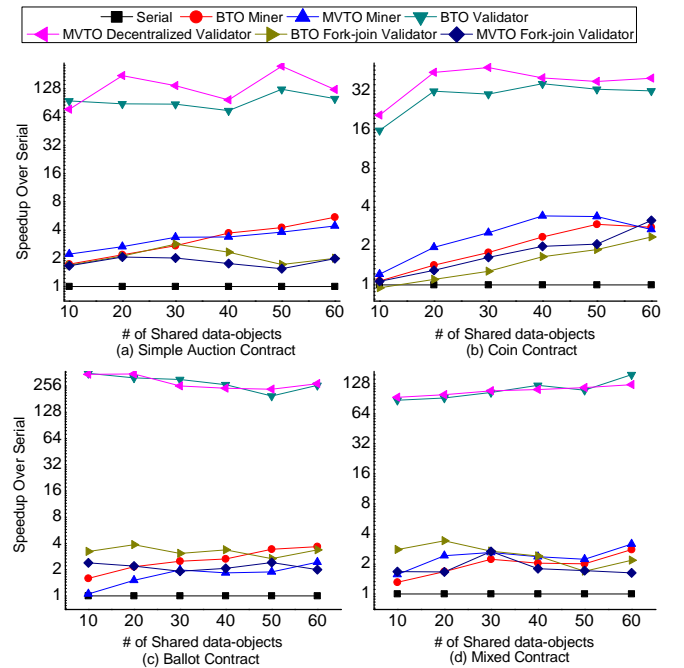 Serial BTO Miner MVTO Miner BTO Validator
MVTO Decentralized Validator BTO Fork-join Validator MVTO Fork-join Validator
Speedup Over Serial
128
64
32
16
8
4
2
1
10 20 30 40 50 60
# of Shared data-objects
(a) Simple Auction Contract
32
16
8
4
2
1
10 20 30 40 50 60
# of Shared data-objects
(b) Coin Contract
Speedup Over Serial
256
128
64
32
16
8
4
2
1
10 20 30 40 50 60
# of Shared data-objects
(c) Ballot Contract
128
64
32
16
8
4
2
1
10 20 30 40 50 60
# of Shared data-objects
(d) Mixed Contract